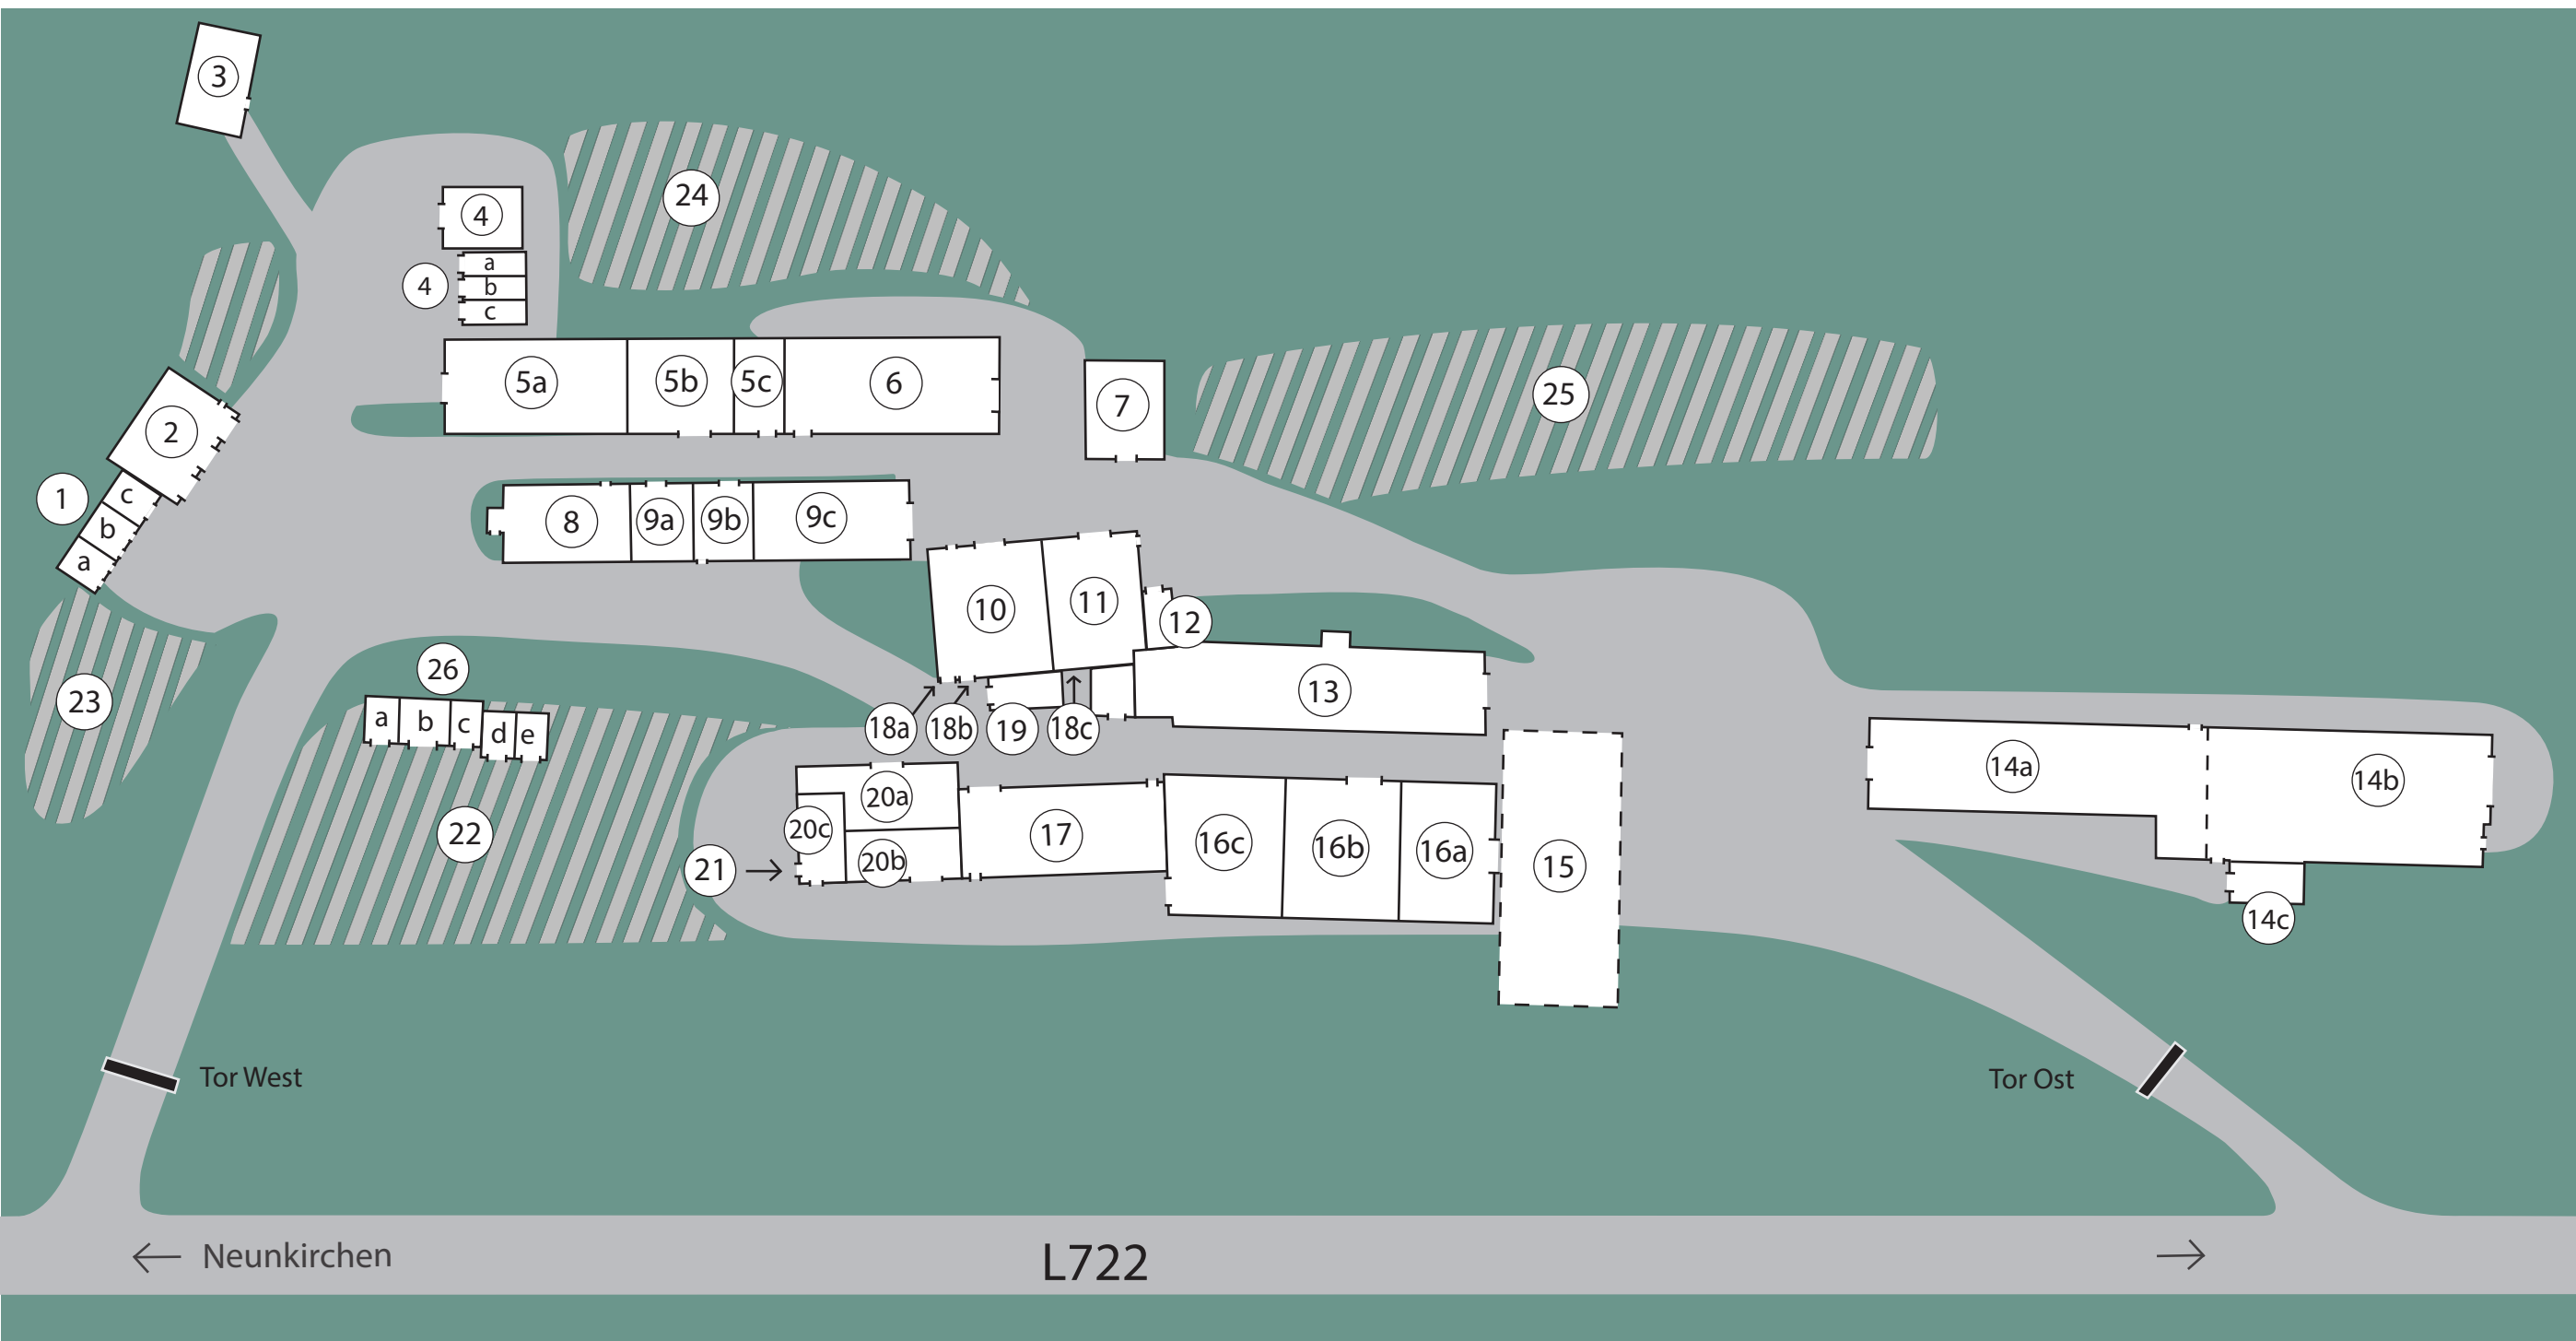 3
24
4
a
4
b
c
5a
5b
5c
6
7
25
2
1
c
b
a
8
9a
9b
9c
10
11
12
13
26
a
b
c
d
e
23
18a
18b
19
18c
22
20a
20c
20b
21
17
16c
16b
16a
15
14a
14b
14c
Tor West
Tor Ost
← Neunkirchen
L722
→